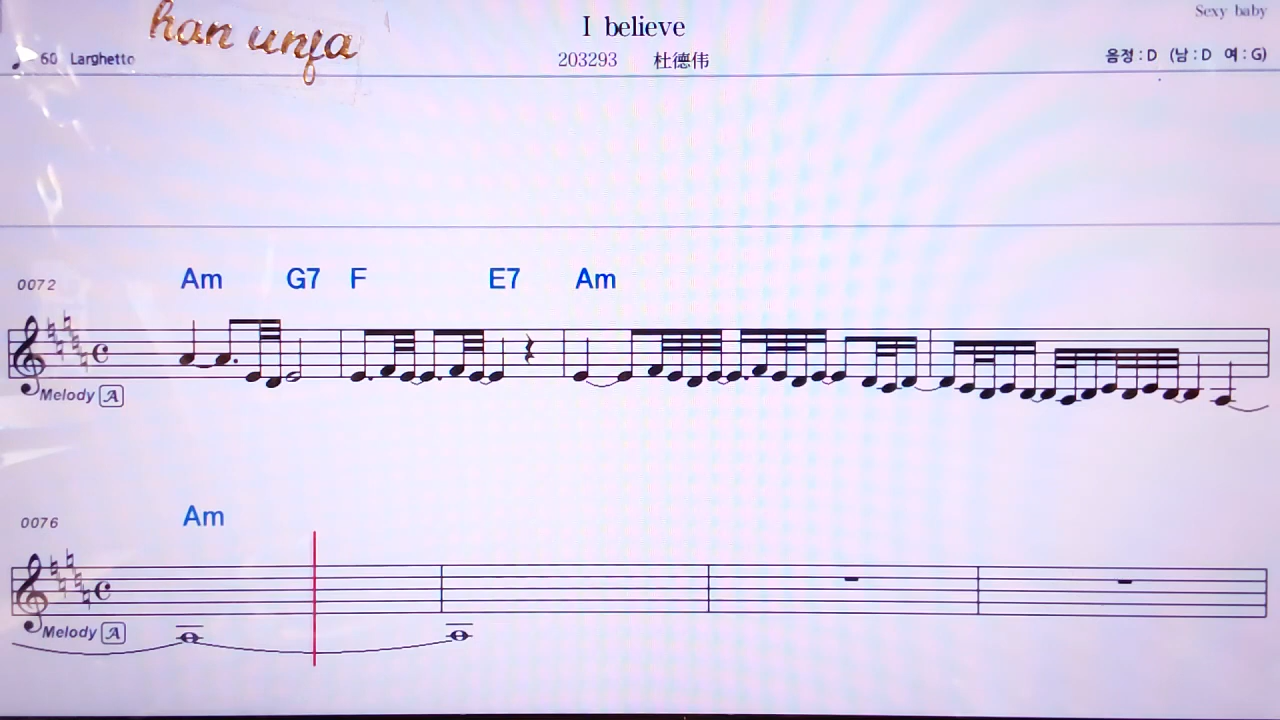 Sexy baby
han unja
I believe
♩ 60 Larghetto
203293 杜德伟
음정 : D (남 : D 여 : G)
0072
Am G7 F E7 Am
Melody A
0076
Am
Melody A